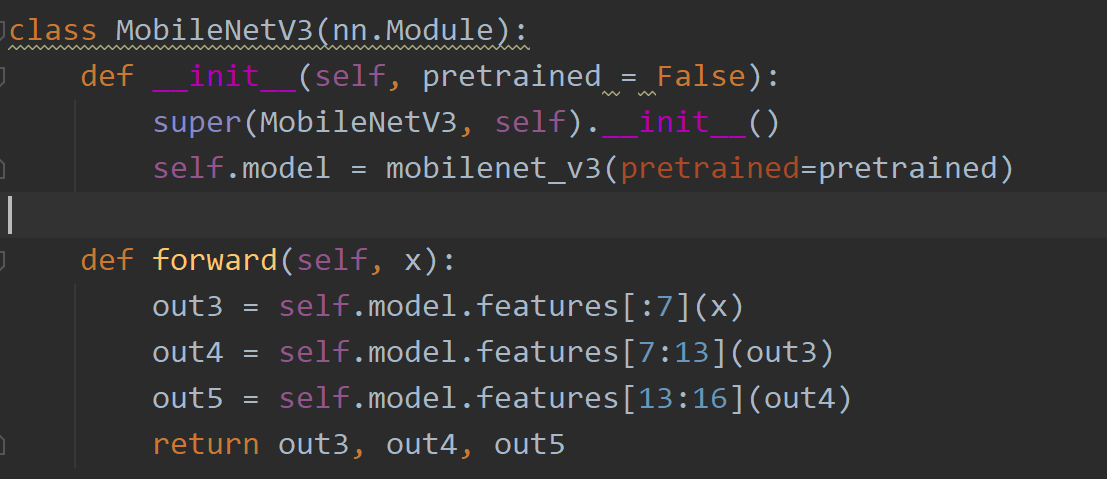 class MobileNetV3(nn.Module):
    def __init__(self, pretrained = False):
        super(MobileNetV3, self).__init__()
        self.model = mobilenet_v3(pretrained=pretrained)
    def forward(self, x):
        out3 = self.model.features[:7](x)
        out4 = self.model.features[7:13](out3)
        out5 = self.model.features[13:16](out4)
        return out3, out4, out5